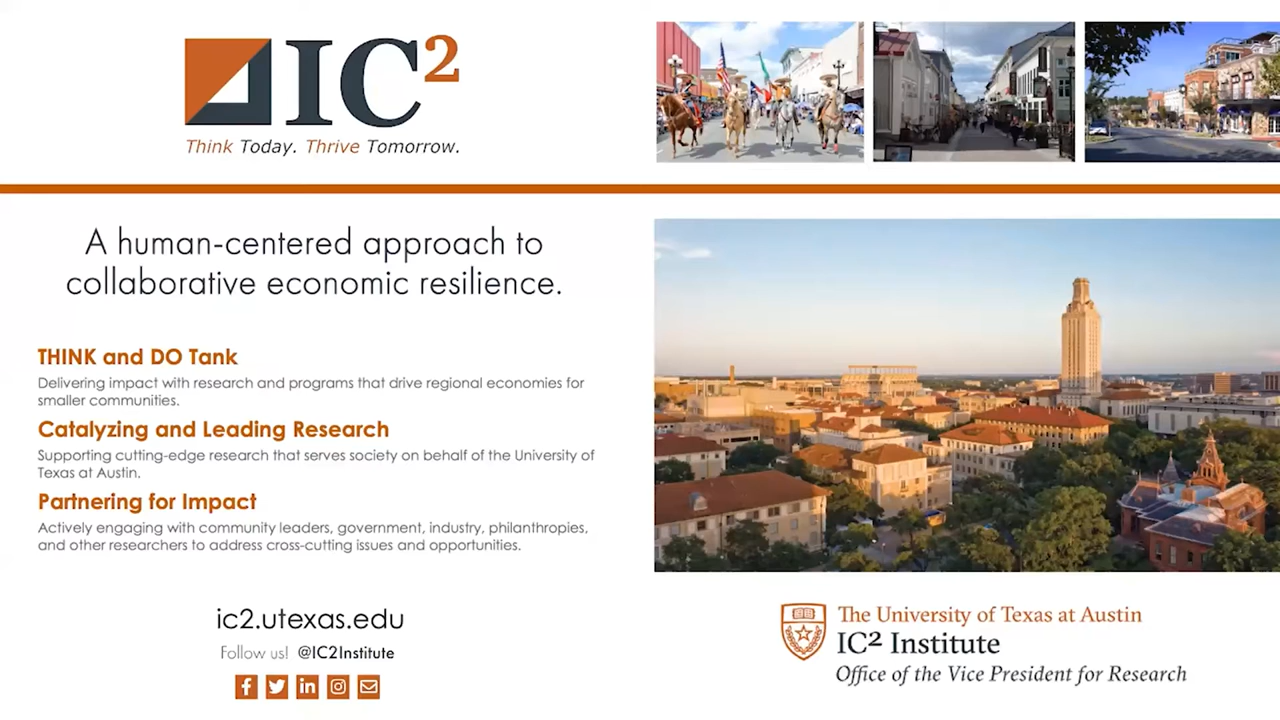 IC²
Think Today. Thrive Tomorrow.
A human-centered approach to
collaborative economic resilience.
THINK and DO Tank
Delivering impact with research and programs that drive regional economies for
smaller communities.
Catalyzing and Leading Research
Supporting cutting-edge research that serves society on behalf of the University of
Texas at Austin.
Partnering for Impact
Actively engaging with community leaders, government, industry, philanthropies,
and other researchers to address cross-cutting issues and opportunities.
ic2.utexas.edu
Follow us! @IC2Institute
The University of Texas at Austin
IC² Institute
Office of the Vice President for Research